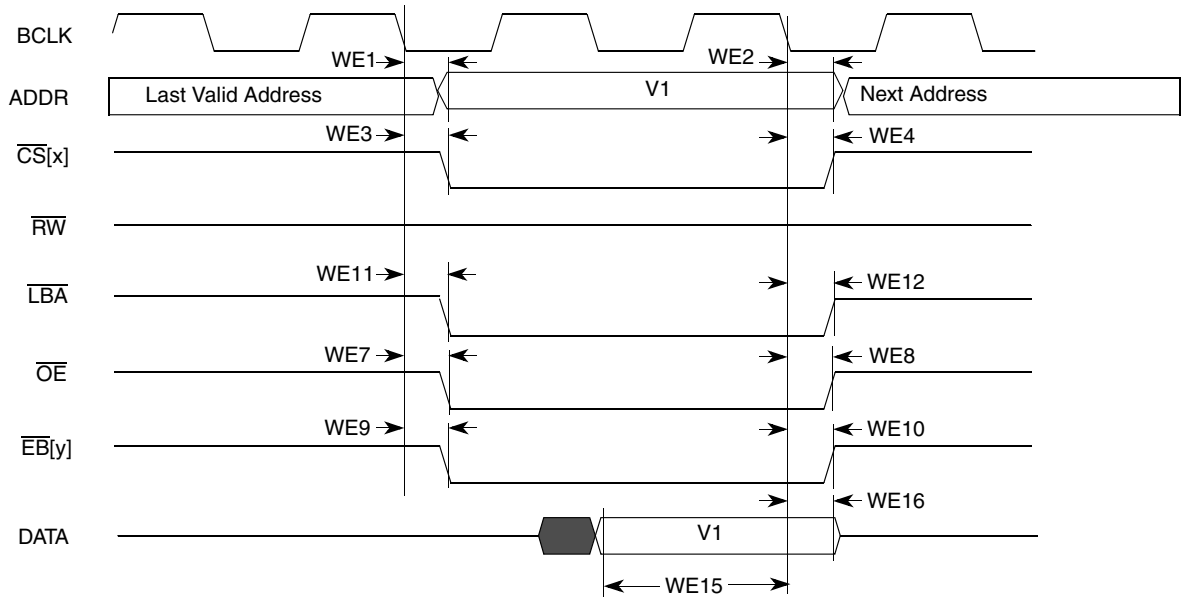 BCLK
WE1
WE2
ADDR
Last Valid Address
V1
Next Address
WE3
WE4
CS[x]
RW
WE11
WE12
LBA
WE7
WE8
OE
WE9
WE10
EB[y]
WE16
DATA
V1
WE15